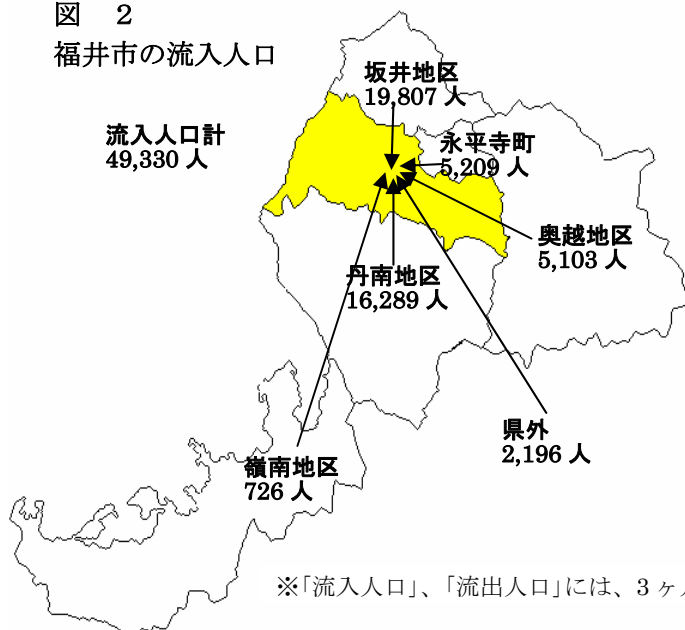 図 2
福井市の流入人口
坂井地区
19,807 人
流入人口計
49,330 人
永平寺町
5,209 人
奥越地区
5,103 人
丹南地区
16,289 人
県外
2,196 人
嶺南地区
726 人
※「流入人口」、「流出人口」には、3 ヶ